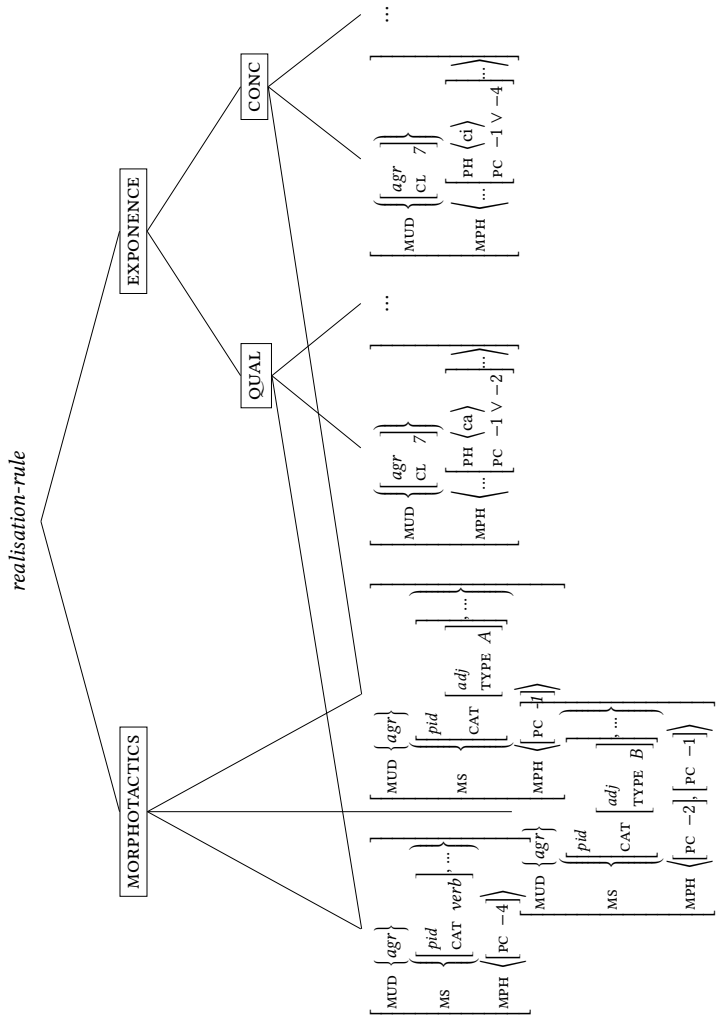 realisation-rule
MORPHOTACTICS
EXPONENCE
QUAL
CONC
MUD {agr}
MS {[pid
CAT verb], ...}
MPH ⟨[PC −4]⟩
MUD {agr}
MS {[pid
CAT [adj
TYPE B]], ...}
MPH ⟨[PC −2], [PC −1]⟩
MUD {agr}
MS {[pid
CAT [adj
TYPE A]], ...}
MPH ⟨[PC -1]⟩
MUD {[agr
CL 7]}
MPH ⟨... [PH ⟨ca⟩
PC −1 ∨ −2] ...⟩
...
MUD {[agr
CL 7]}
MPH ⟨... [PH ⟨ci⟩
PC −1 ∨ −4] ...⟩
...